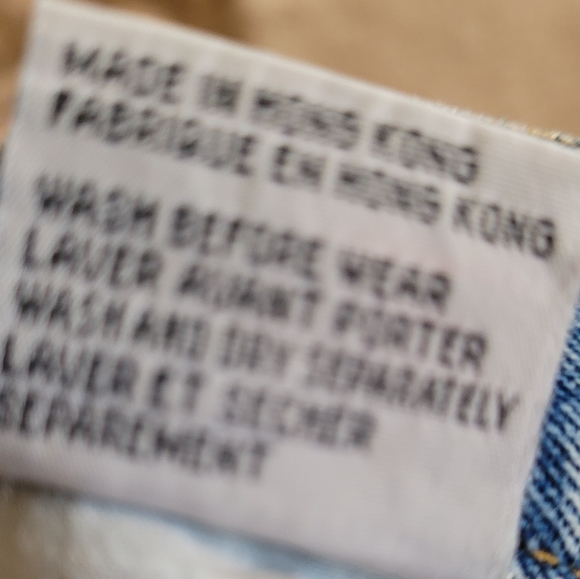 MADE IN HONG KONG
FABRIQUE EN HONG KONG
WASH BEFORE WEAR
LAVER AVANT PORTER
WASH AND DRY SEPARATELY
LAVER ET SECHER
SEPAREMENT